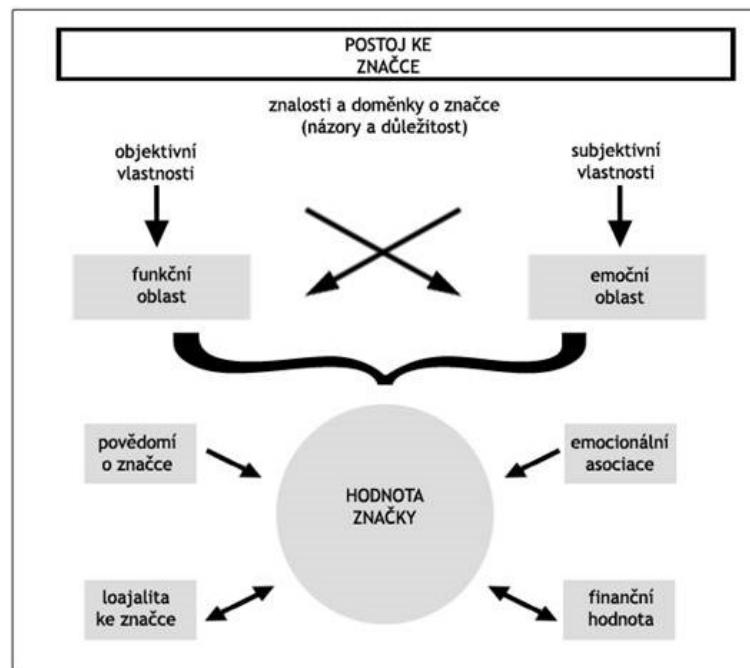 POSTOJ KE
ZNAČCE
znalosti a doměnky o značce
(názory a důležitost)
objektivní
vlastnosti
subjektivní
vlastnosti
funkční
oblast
emoční
oblast
povědomí
o značce
emocionální
asociace
HODNOTA
ZNAČKY
loajalita
ke značce
finanční
hodnota